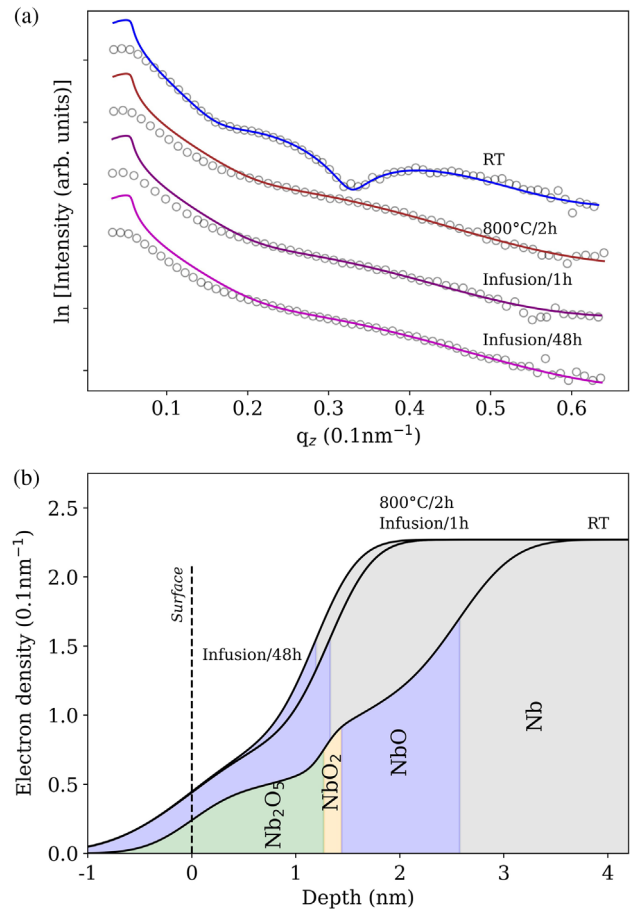 (a)
ln [Intensity (arb. units)]
RT
800°C/2h
Infusion/1h
Infusion/48h
0.1 0.2 0.3 0.4 0.5 0.6
q_z (0.1nm⁻¹)
(b)
Electron density (0.1nm⁻¹)
2.5
2.0
1.5
1.0
0.5
0.0
800°C/2h
Infusion/1h
RT
Surface
Infusion/48h
Nb₂O₅
NbO₂
NbO
Nb
-1 0 1 2 3 4
Depth (nm)